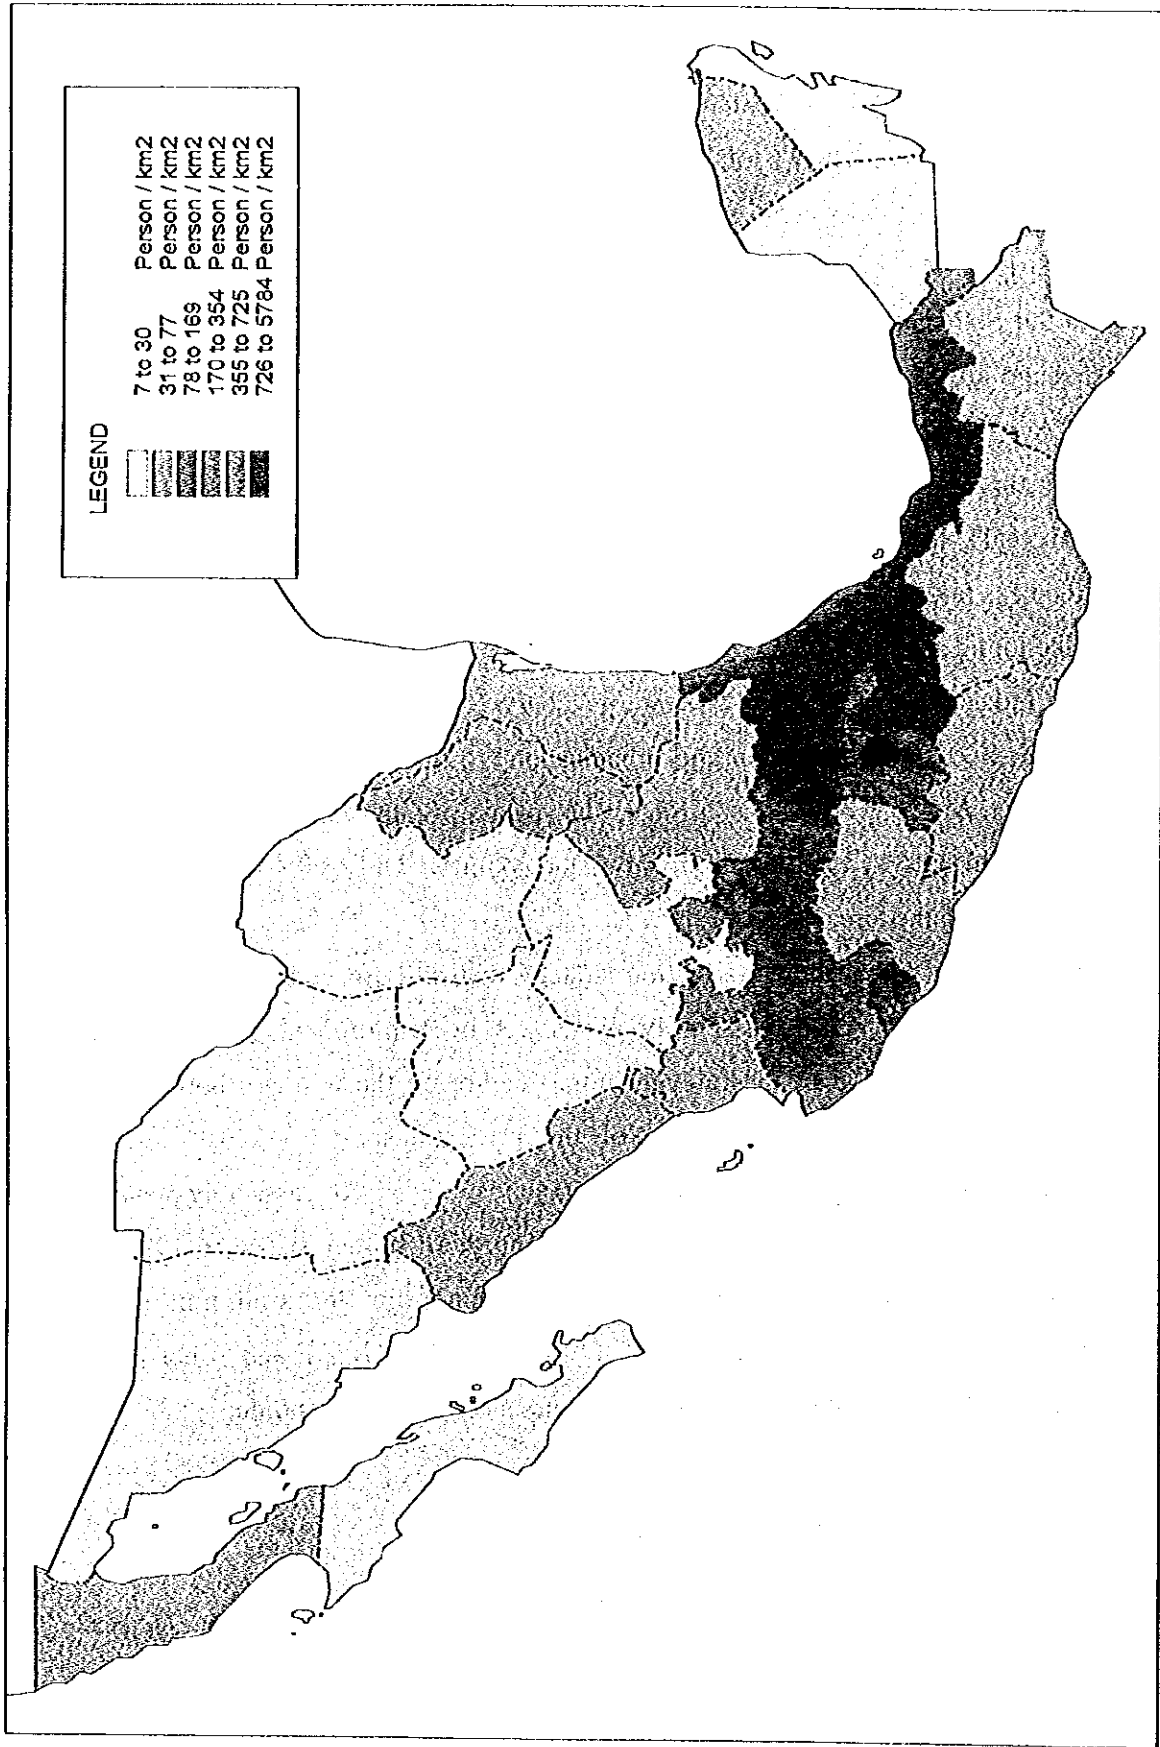 LEGEND
7 to 30 Person / km2
31 to 77 Person / km2
78 to 169 Person / km2
170 to 354 Person / km2
355 to 725 Person / km2
726 to 5784 Person / km2